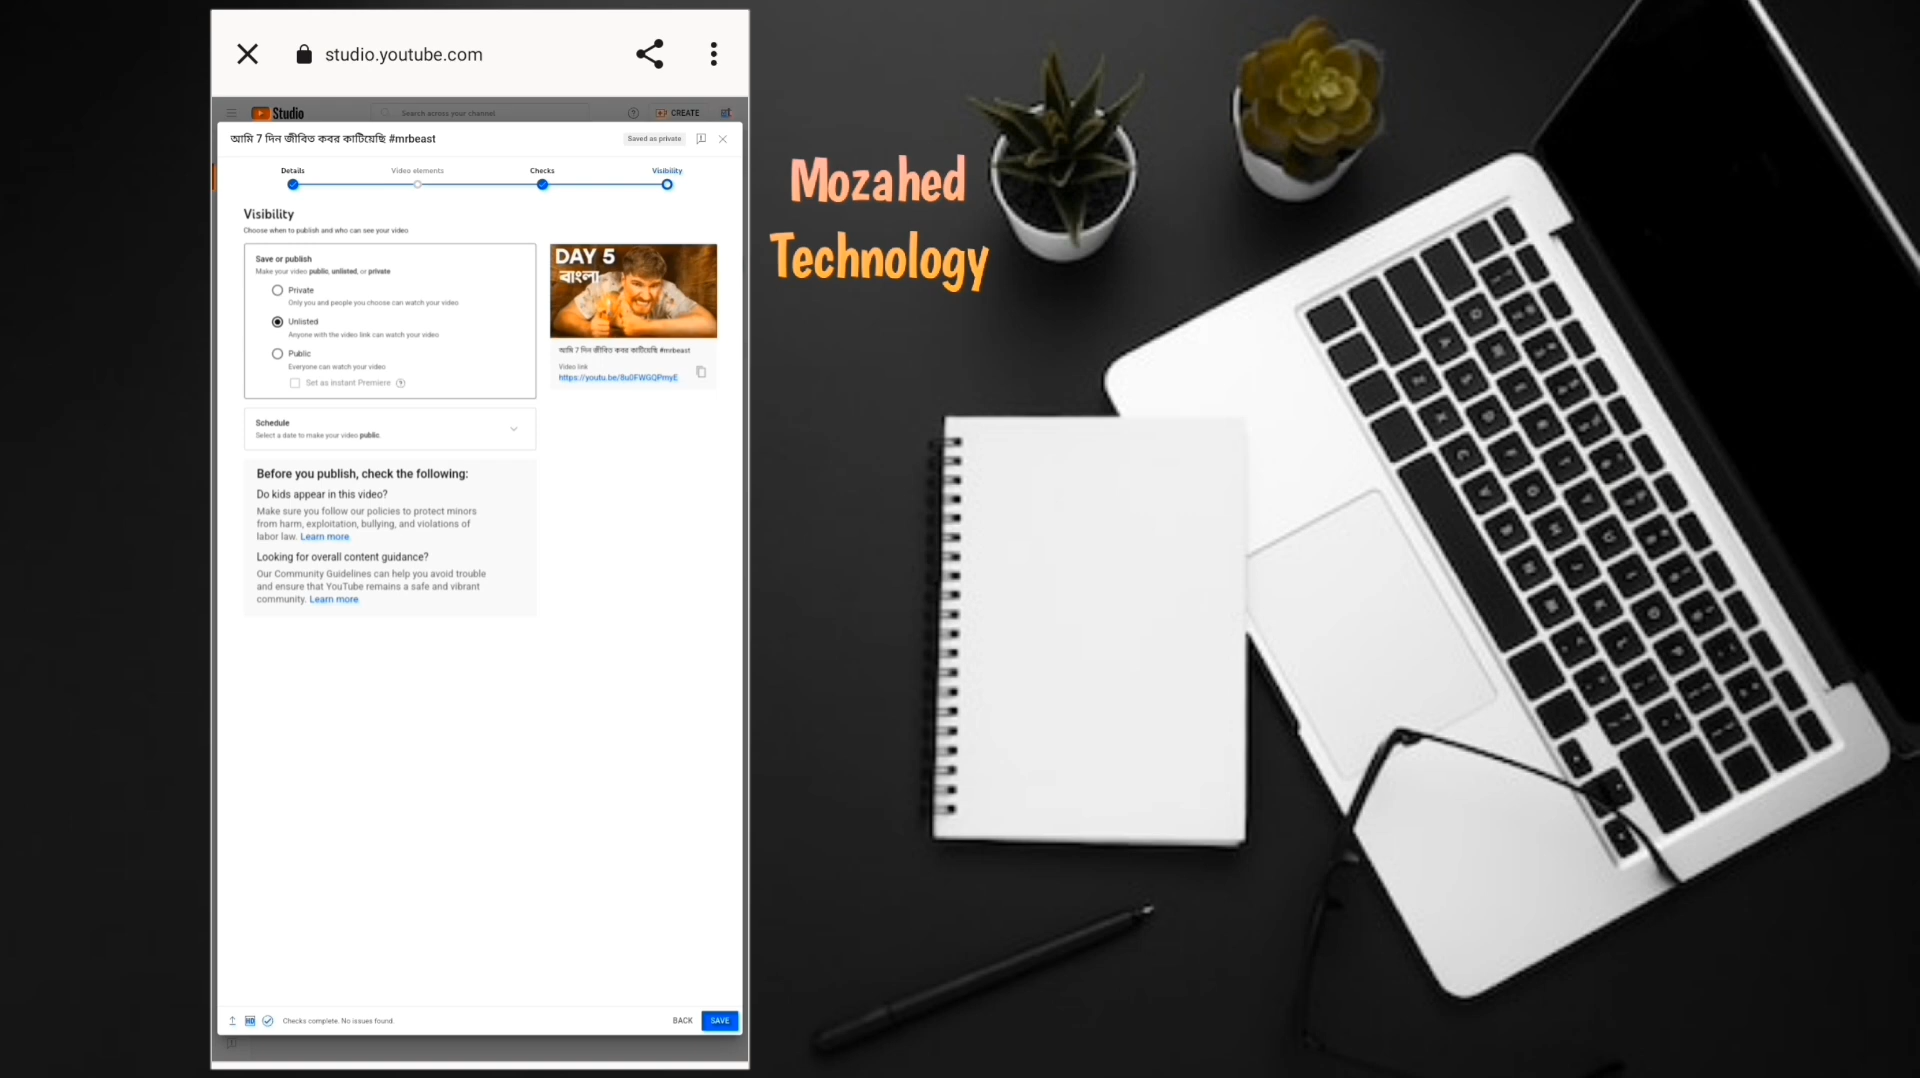 studio.youtube.com
Studio
Search across your channel
CREATE
আমি 7 দিন জীবিত কবর কাটিয়েছি #mrbeast
Saved as private
Details
Video elements
Checks
Visibility
Visibility
Choose when to publish and who can see your video
Save or publish
Make your video public, unlisted, or private
Private
Only you and people you choose can watch your video
Unlisted
Anyone with the video link can watch your video
Public
Everyone can watch your video
Set as instant Premiere
DAY 5
বাংলা
আমি 7 দিন জীবিত কবর কাটিয়েছি #mrbeast
Video link
https://youtu.be/8u0FWGQPmyE
Schedule
Select a date to make your video public.
Before you publish, check the following:
Do kids appear in this video?
Make sure you follow our policies to protect minors
from harm, exploitation, bullying, and violations of
labor law. Learn more
Looking for overall content guidance?
Our Community Guidelines can help you avoid trouble
and ensure that YouTube remains a safe and vibrant
community. Learn more
HD
Checks complete. No issues found.
BACK
SAVE
Mozahed
Technology